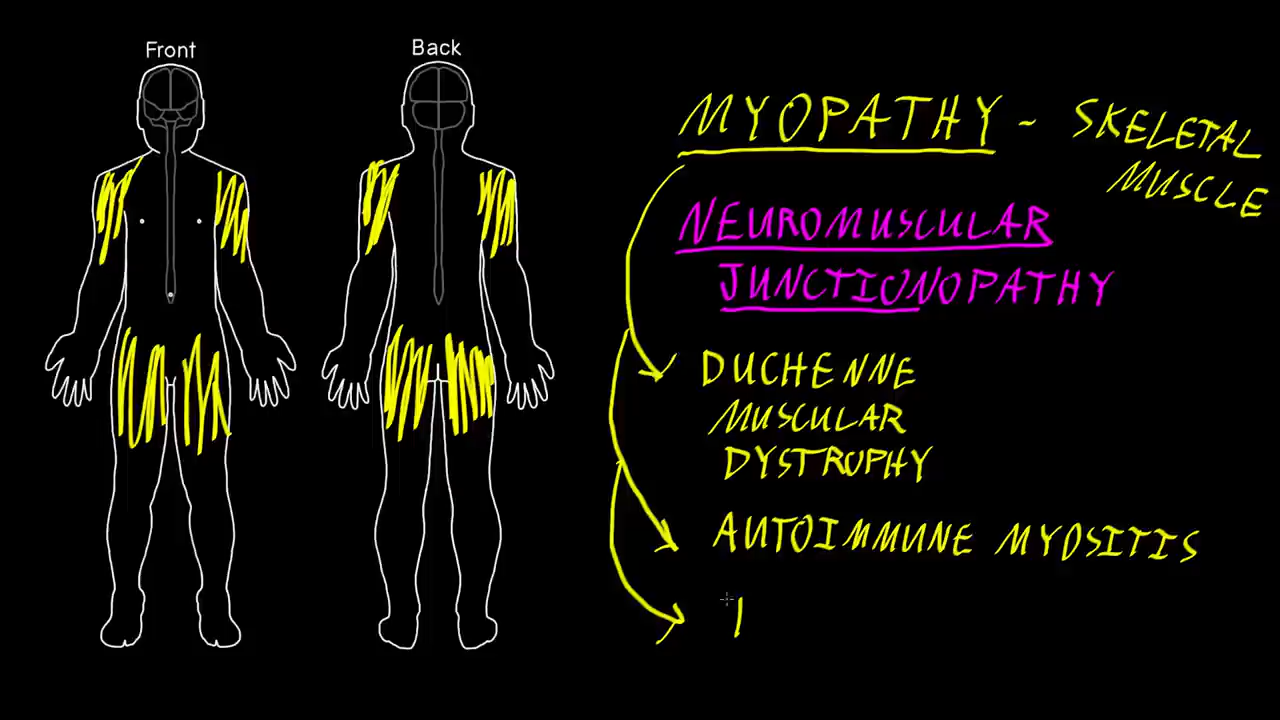 Front
Back
MYOPATHY - SKELETAL
MUSCLE
NEUROMUSCULAR
JUNCTIONOPATHY
DUCHENNE
MUSCULAR
DYSTROPHY
AUTOIMMUNE MYOSITIS